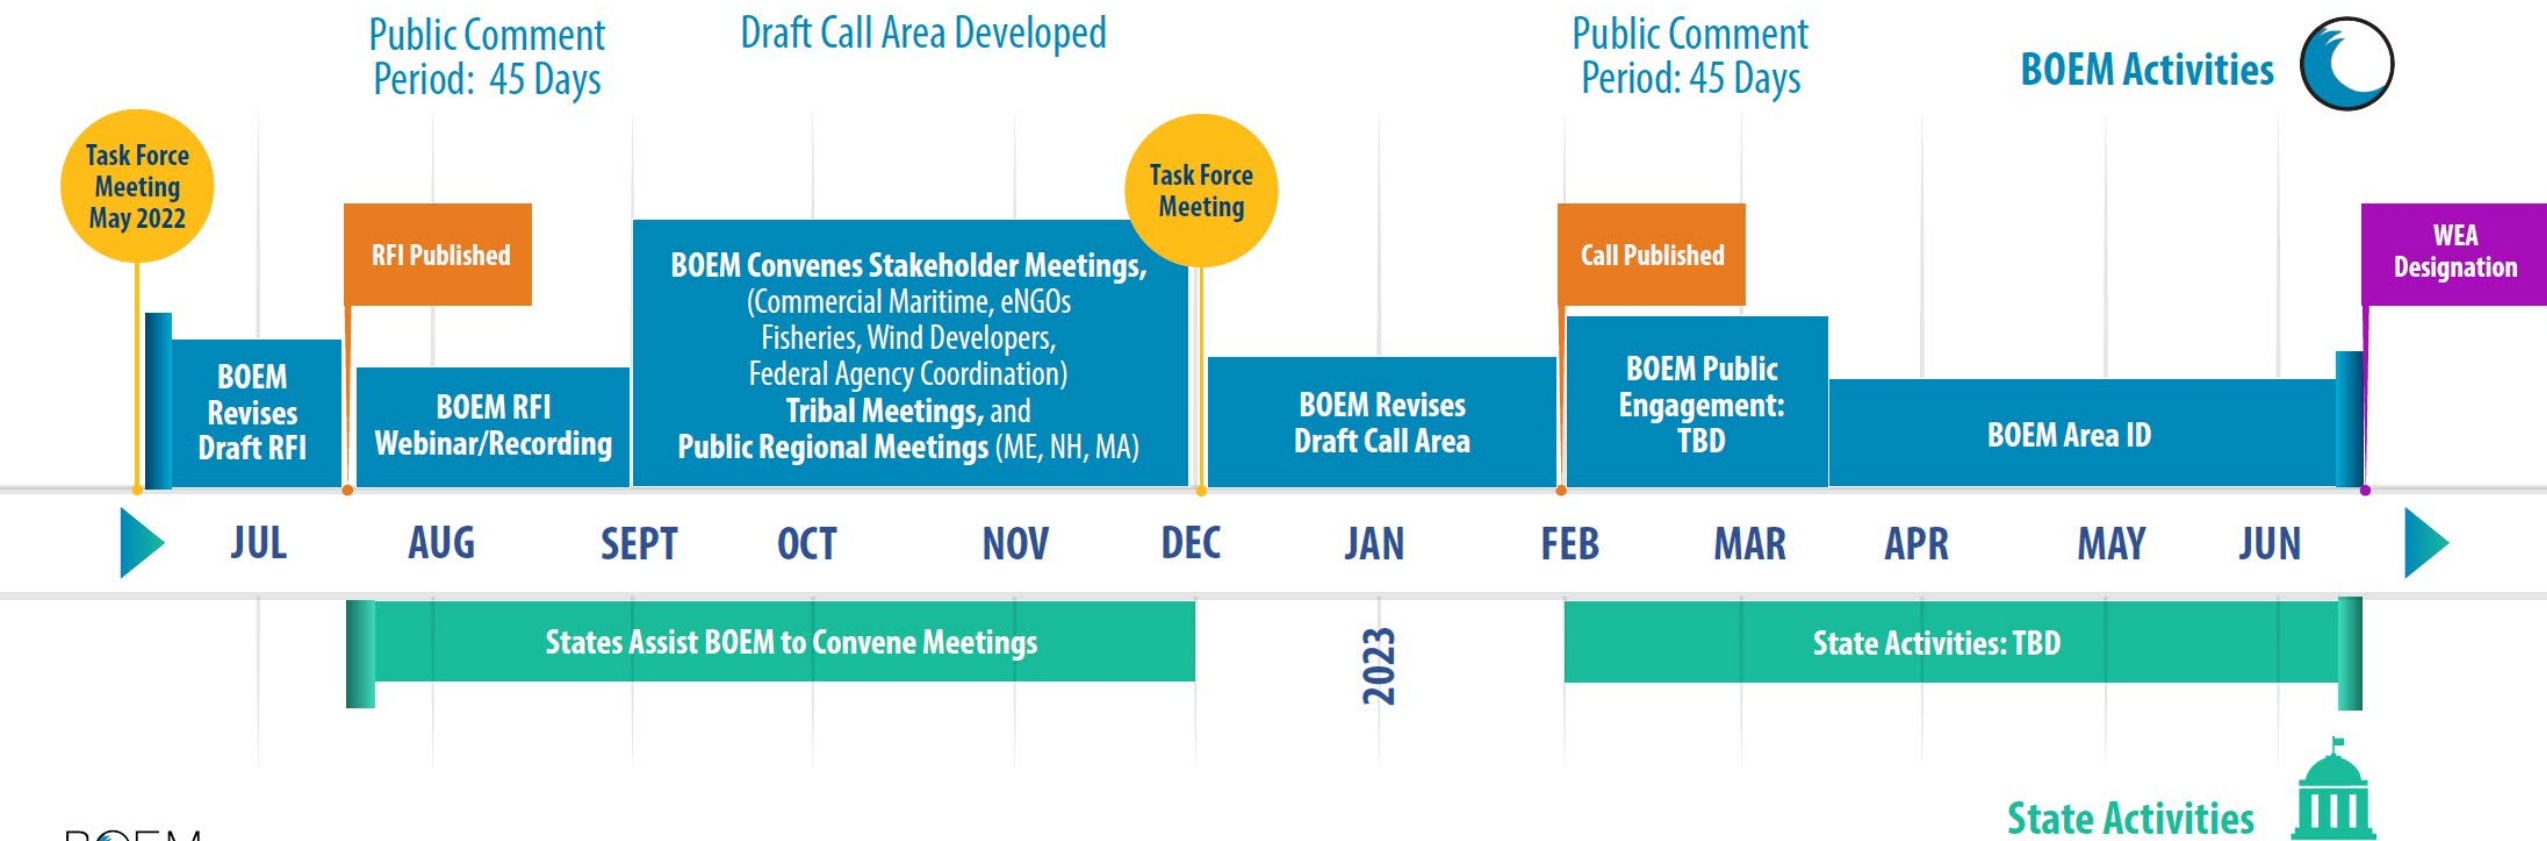 Public Comment
Period: 45 Days
Draft Call Area Developed
Public Comment
Period: 45 Days
BOEM Activities
Task Force
Meeting
May 2022
Task Force
Meeting
RFI Published
Call Published
WEA
Designation
BOEM
Revises
Draft RFI
BOEM RFI
Webinar/Recording
BOEM Convenes Stakeholder Meetings,
(Commercial Maritime, eNGOs
Fisheries, Wind Developers,
Federal Agency Coordination)
Tribal Meetings, and
Public Regional Meetings (ME, NH, MA)
BOEM Revises
Draft Call Area
BOEM Public
Engagement:
TBD
BOEM Area ID
JUL AUG SEPT OCT NOV DEC JAN FEB MAR APR MAY JUN
States Assist BOEM to Convene Meetings
2023
State Activities: TBD
State Activities
BOEM